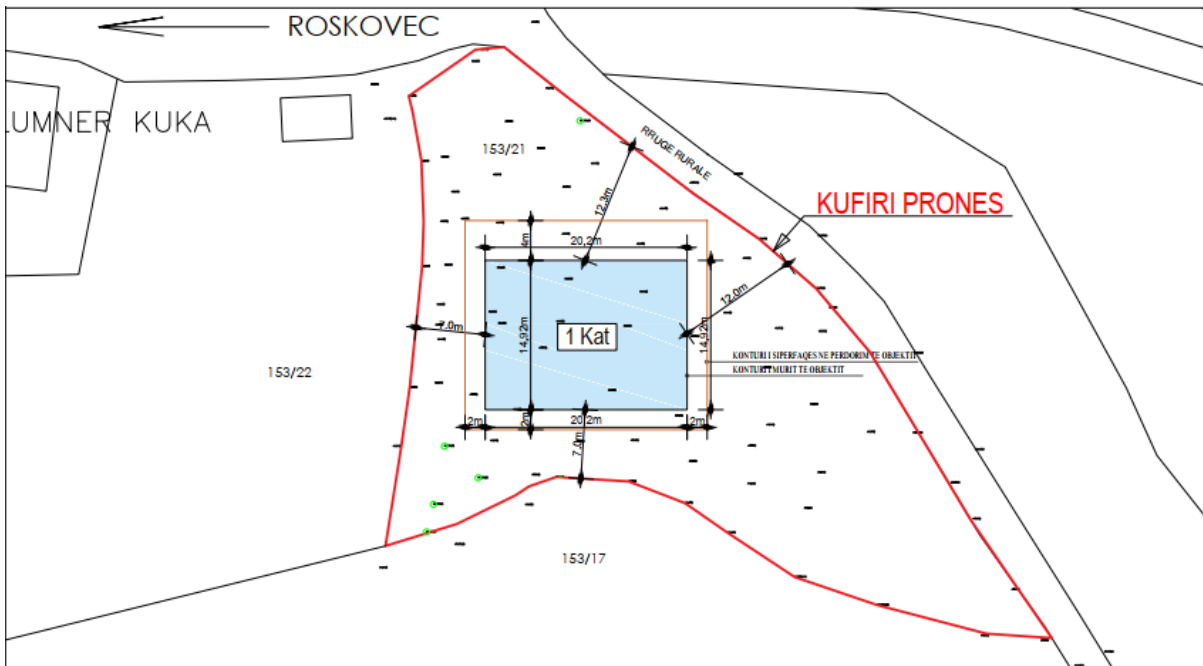 ROSKOVEC
LUMNER KUKA
153/21
RRUGE RURALE
KUFIRI PRONES
12,3m
4m
20,2m
12,0m
7,0m
14,92m
1 Kat
14,92m
KONTURI I SIPERFAQES NE PERDORIM TE OBJEKTIT
KONTURI I MURIT TE OBJEKTIT
153/22
2m
2m
20,2m
2m
7,0m
153/17